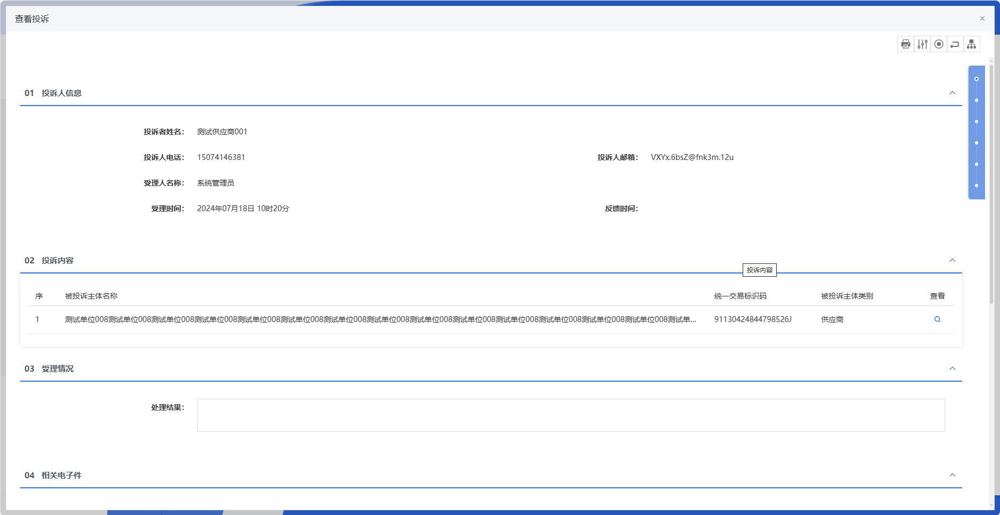 查看投诉
01 投诉人信息
投诉者姓名： 测试供应商001
投诉人电话： 15074146381 投诉人邮箱： VXYx.6bsZ@fnk3m.12u
受理人名称： 系统管理员
受理时间： 2024年07月18日 10时20分 反馈时间：
02 投诉内容
投诉内容
序 被投诉主体名称 统一交易标识码 被投诉主体类别 查看
1 测试单位008测试单位008测试单位008测试单位008测试单位008测试单位008测试单位008测试单位008测试单位008测试单位008测试单位008测试单位008测试单位008测试单位008测试单... 91130424844798526J 供应商
03 受理情况
处理结果：
04 相关电子件